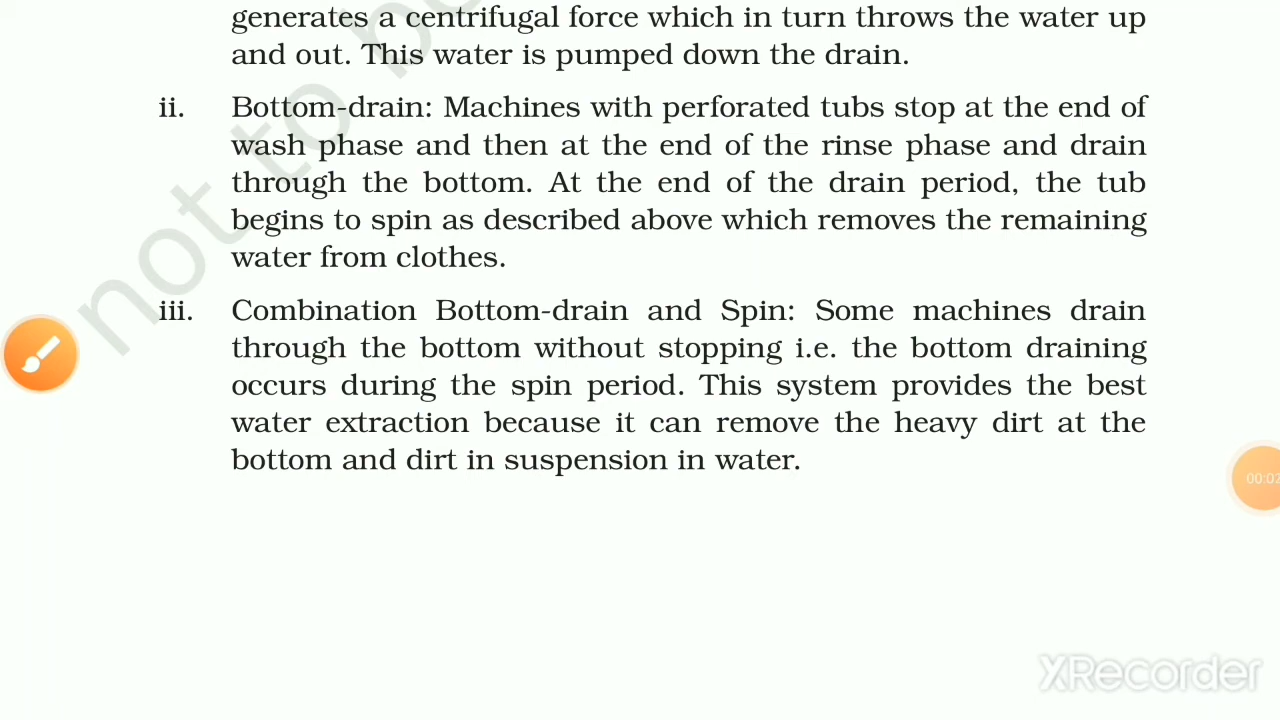 generates a centrifugal force which in turn throws the water up
and out. This water is pumped down the drain.
ii. Bottom-drain: Machines with perforated tubs stop at the end of
wash phase and then at the end of the rinse phase and drain
through the bottom. At the end of the drain period, the tub
begins to spin as described above which removes the remaining
water from clothes.
iii. Combination Bottom-drain and Spin: Some machines drain
through the bottom without stopping i.e. the bottom draining
occurs during the spin period. This system provides the best
water extraction because it can remove the heavy dirt at the
bottom and dirt in suspension in water.
not to be
00:02
XRecorder